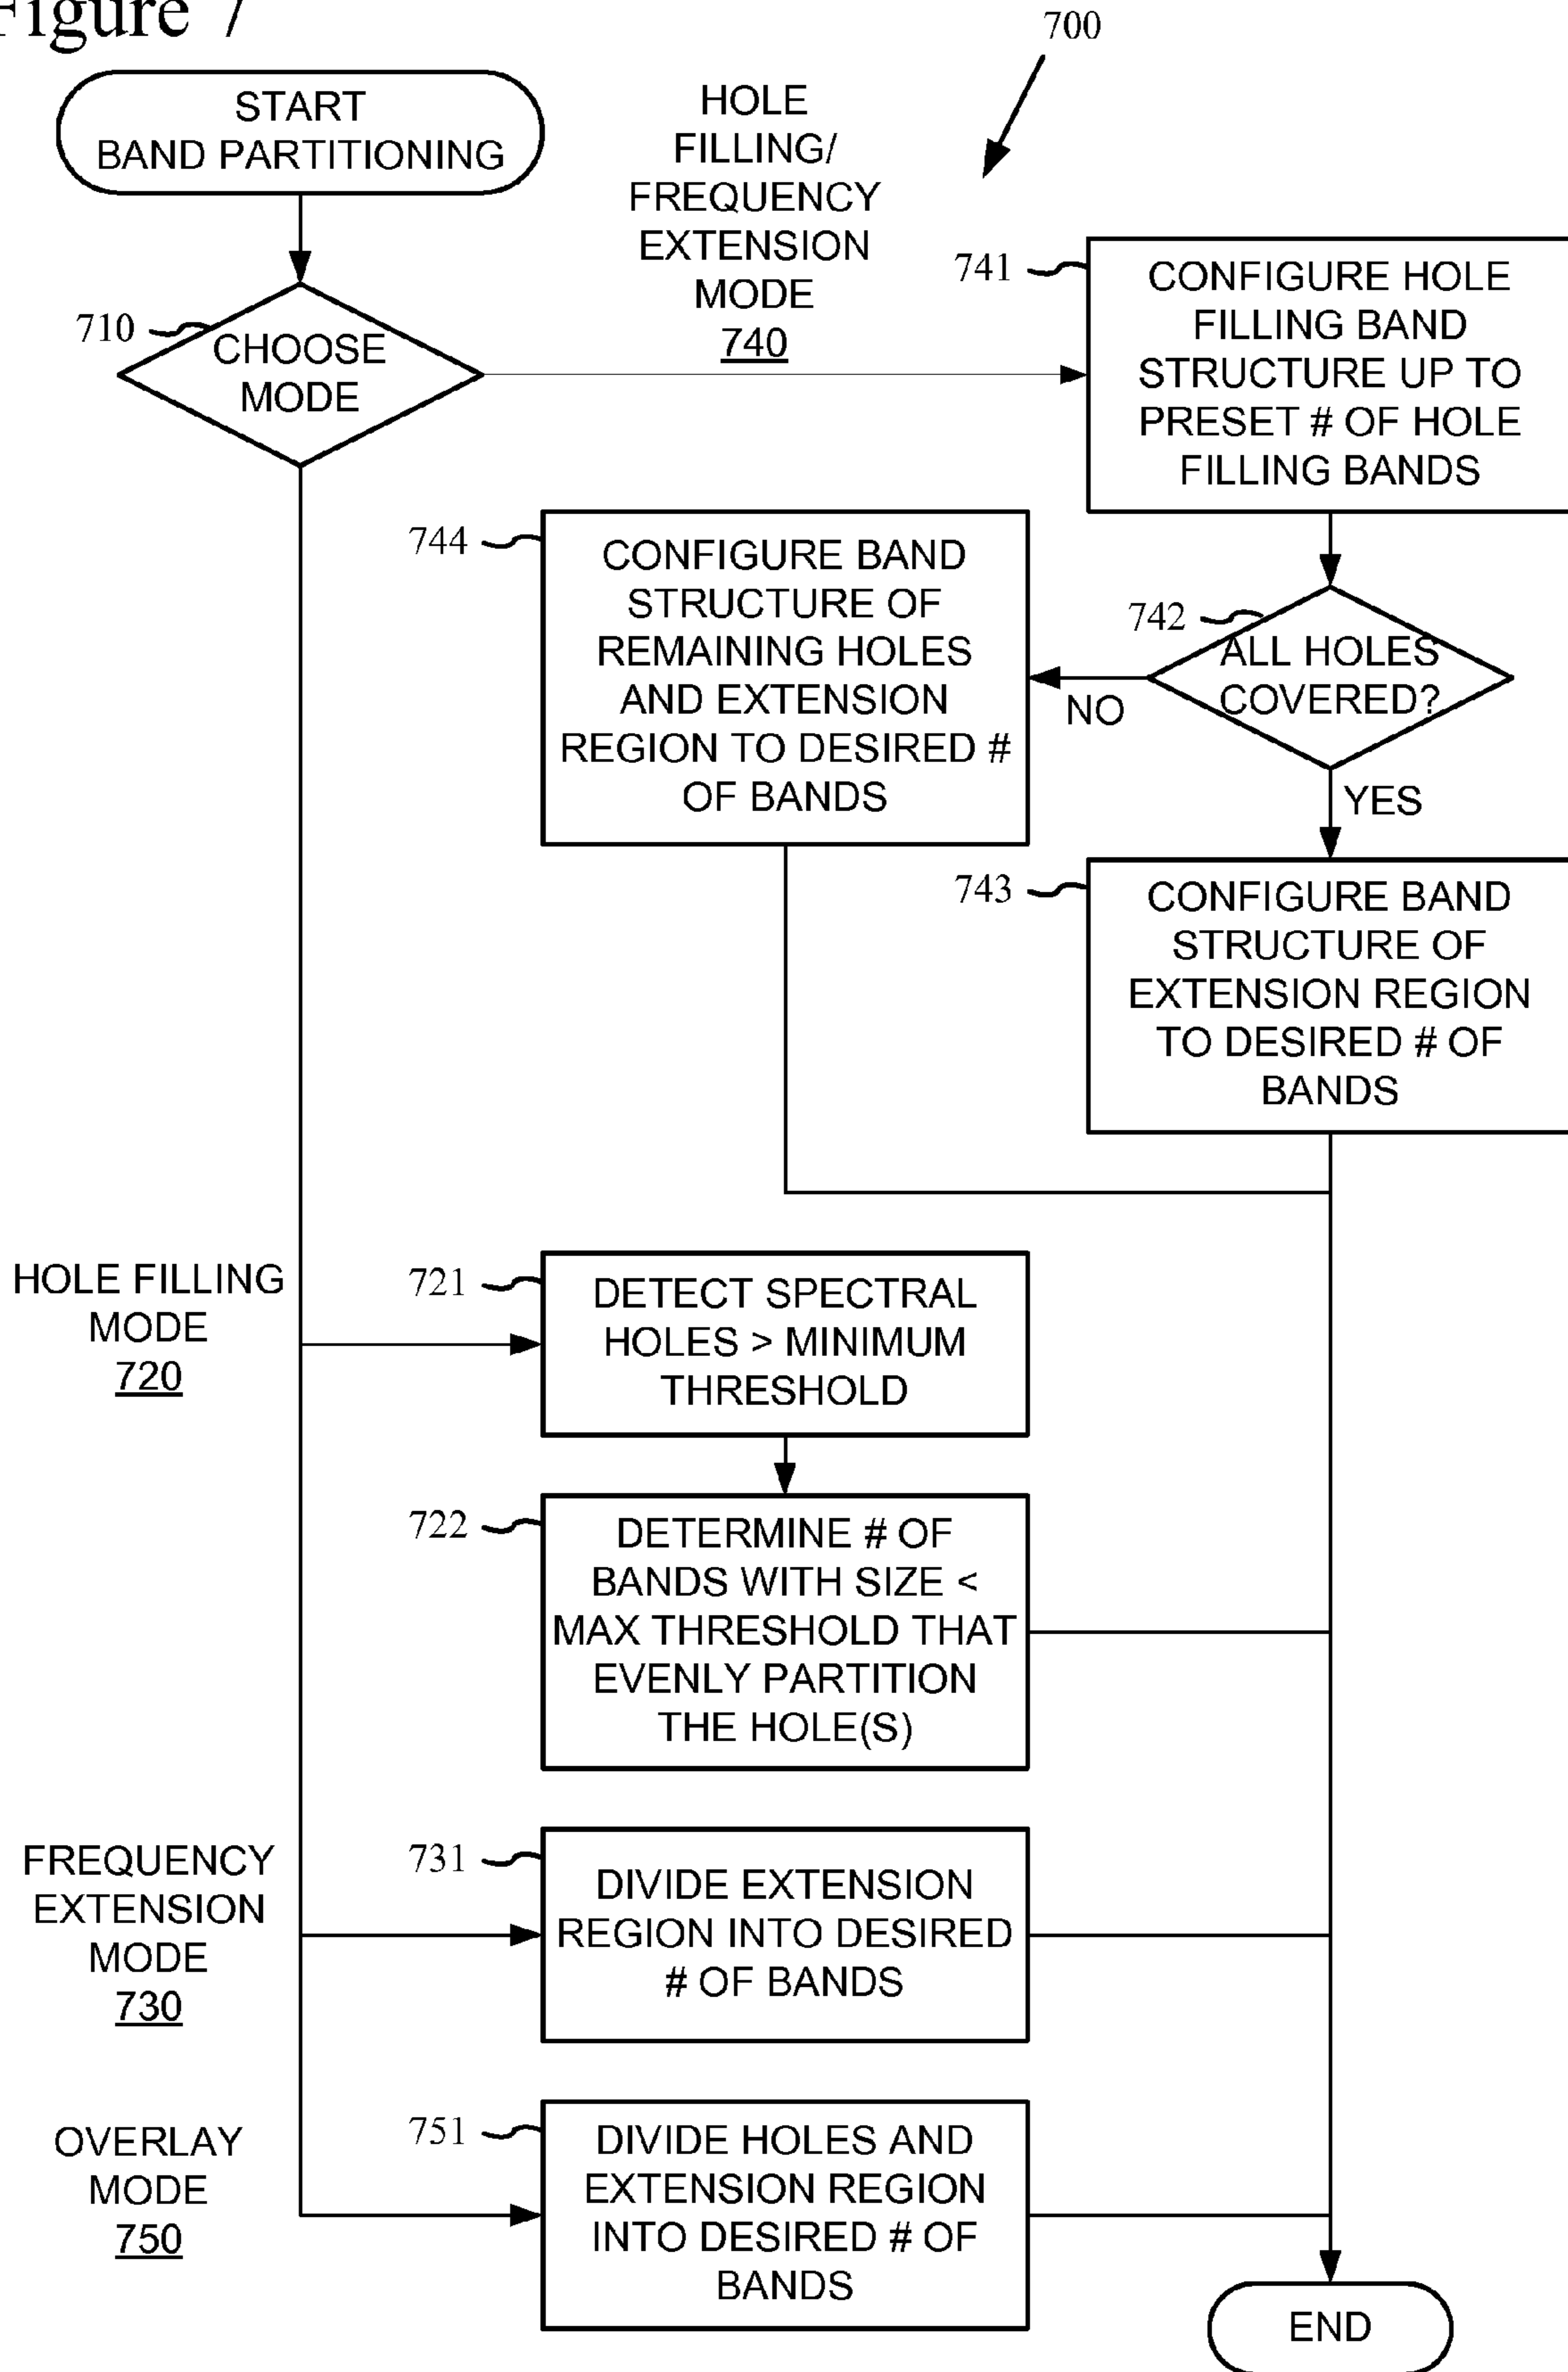 Figure 7
700
START
BAND PARTITIONING
HOLE
FILLING/
FREQUENCY
EXTENSION
MODE
740
710
CHOOSE
MODE
741
CONFIGURE HOLE
FILLING BAND
STRUCTURE UP TO
PRESET # OF HOLE
FILLING BANDS
744
CONFIGURE BAND
STRUCTURE OF
REMAINING HOLES
AND EXTENSION
REGION TO DESIRED #
OF BANDS
742
ALL HOLES
COVERED?
NO
YES
743
CONFIGURE BAND
STRUCTURE OF
EXTENSION REGION
TO DESIRED # OF
BANDS
HOLE FILLING
MODE
720
721
DETECT SPECTRAL
HOLES > MINIMUM
THRESHOLD
722
DETERMINE # OF
BANDS WITH SIZE <
MAX THRESHOLD THAT
EVENLY PARTITION
THE HOLE(S)
FREQUENCY
EXTENSION
MODE
730
731
DIVIDE EXTENSION
REGION INTO DESIRED
# OF BANDS
OVERLAY
MODE
750
751
DIVIDE HOLES AND
EXTENSION REGION
INTO DESIRED # OF
BANDS
END